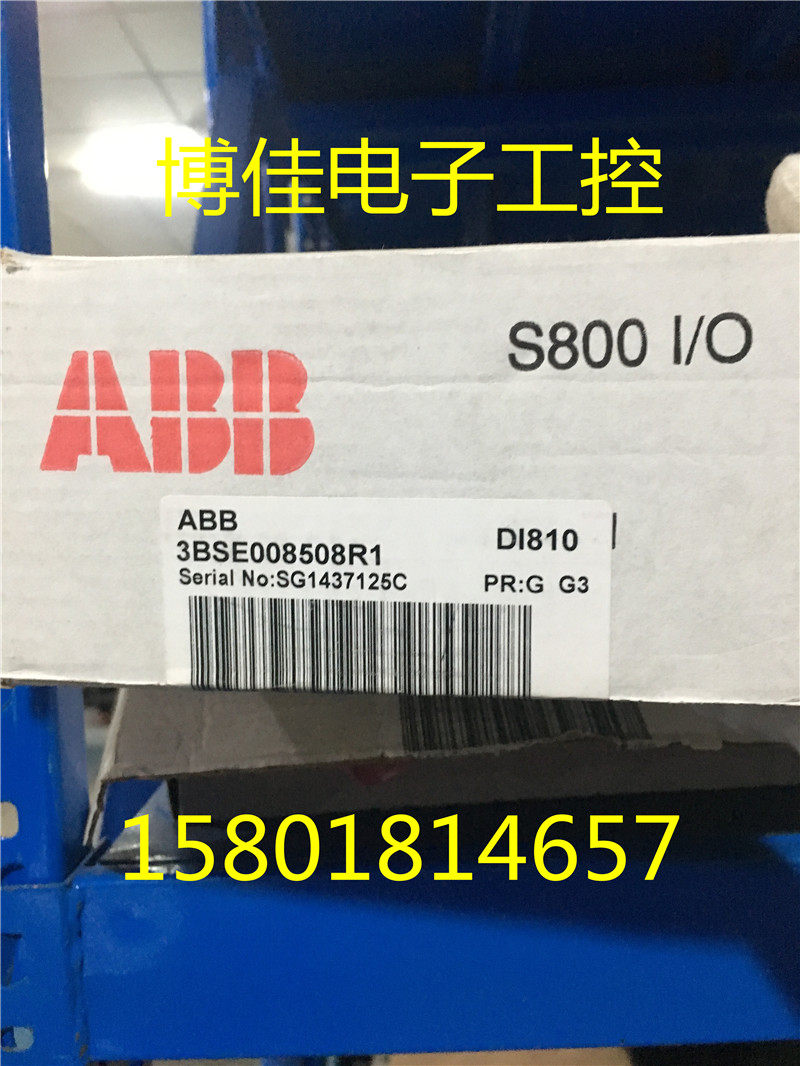 博佳电子工控
S800 I/O
ABB
ABB
3BSE008508R1
DI810
Serial No:SG1437125C
PR:G G3
15801814657